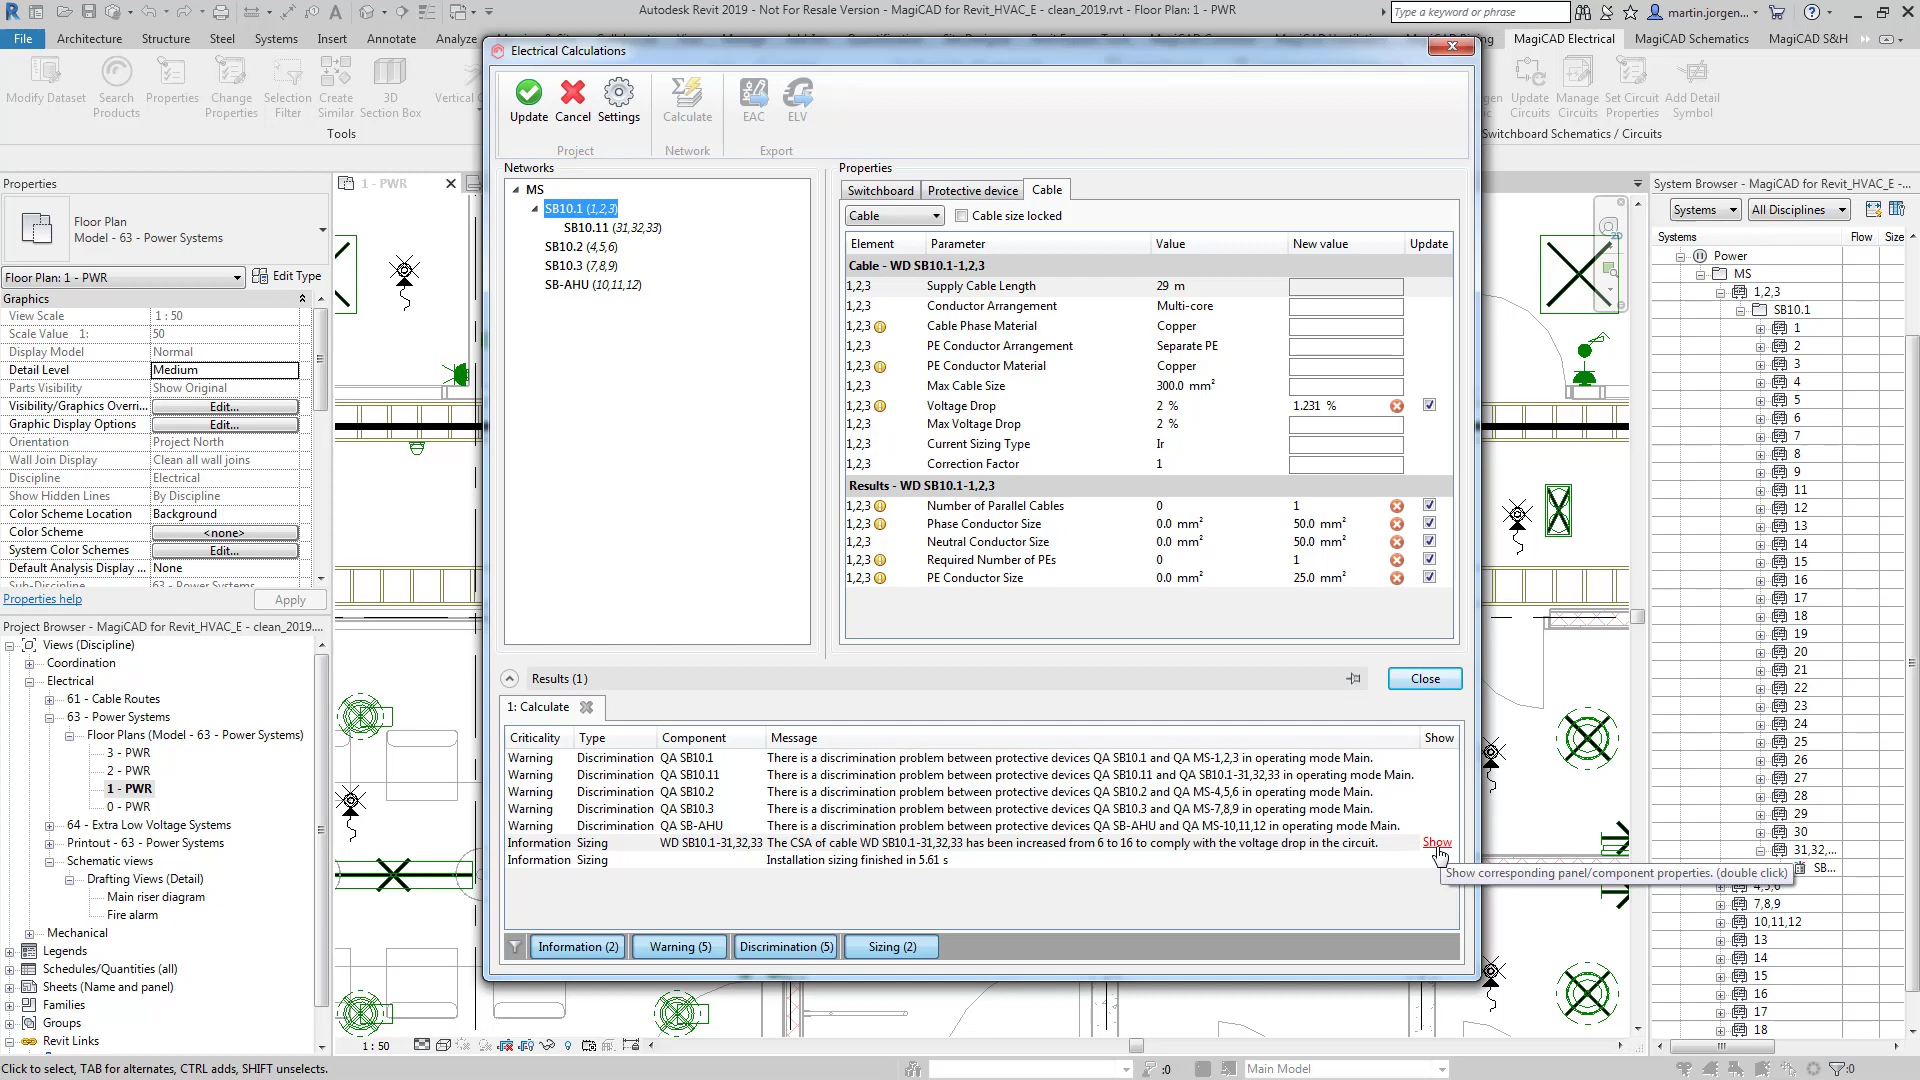 Autodesk Revit 2019 - Not For Resale Version - MagiCAD for Revit_HVAC_E - clean_2019.rvt - Floor Plan: 1 - PWR
Type a keyword or phrase
martin.jorgen...
File
Architecture
Structure
Steel
Systems
Insert
Annotate
Analyze
MagiCAD Electrical
MagiCAD Schematics
MagiCAD S&H
Modify Dataset
Search Products
Properties
Change Properties
Selection Filter
Create Similar
3D Section Box
Tools
Update Circuits
Manage Circuits
Set Circuit Properties
Add Detail Symbol
Switchboard Schematics / Circuits
Properties
Floor Plan
Model - 63 - Power Systems
Floor Plan: 1 - PWR
Edit Type
Graphics
View Scale 1 : 50
Scale Value 1: 50
Display Model Normal
Detail Level Medium
Parts Visibility Show Original
Visibility/Graphics Overri... Edit...
Graphic Display Options Edit...
Orientation Project North
Wall Join Display Clean all wall joins
Discipline Electrical
Show Hidden Lines By Discipline
Color Scheme Location Background
Color Scheme <none>
System Color Schemes Edit...
Default Analysis Display ... None
Sub-Discipline 63 - Power Systems
Properties help
Apply
Project Browser - MagiCAD for Revit_HVAC_E - clean_2019....
Views (Discipline)
Coordination
Electrical
61 - Cable Routes
63 - Power Systems
Floor Plans (Model - 63 - Power Systems)
3 - PWR
2 - PWR
1 - PWR
0 - PWR
64 - Extra Low Voltage Systems
Printout - 63 - Power Systems
Schematic views
Drafting Views (Detail)
Main riser diagram
Fire alarm
Mechanical
Legends
Schedules/Quantities (all)
Sheets (Name and panel)
Families
Groups
Revit Links
1 - PWR
Electrical Calculations
Update
Cancel
Settings
Calculate
EAC
ELV
Project
Network
Export
Networks
MS
SB10.1 (1,2,3)
SB10.11 (31,32,33)
SB10.2 (4,5,6)
SB10.3 (7,8,9)
SB-AHU (10,11,12)
Properties
Switchboard
Protective device
Cable
Cable
Cable size locked
Element Parameter Value New value Update
Cable - WD SB10.1-1,2,3
1,2,3 Supply Cable Length 29 m
1,2,3 Conductor Arrangement Multi-core
1,2,3 Cable Phase Material Copper
1,2,3 PE Conductor Arrangement Separate PE
1,2,3 PE Conductor Material Copper
1,2,3 Max Cable Size 300.0 mm²
1,2,3 Voltage Drop 2 % 1.231 %
1,2,3 Max Voltage Drop 2 %
1,2,3 Current Sizing Type Ir
1,2,3 Correction Factor 1
Results - WD SB10.1-1,2,3
1,2,3 Number of Parallel Cables 0 1
1,2,3 Phase Conductor Size 0.0 mm² 50.0 mm²
1,2,3 Neutral Conductor Size 0.0 mm² 50.0 mm²
1,2,3 Required Number of PEs 0 1
1,2,3 PE Conductor Size 0.0 mm² 25.0 mm²
Results (1)
Close
1: Calculate
Criticality Type Component Message Show
Warning Discrimination QA SB10.1 There is a discrimination problem between protective devices QA SB10.1 and QA MS-1,2,3 in operating mode Main.
Warning Discrimination QA SB10.11 There is a discrimination problem between protective devices QA SB10.11 and QA SB10.1-31,32,33 in operating mode Main.
Warning Discrimination QA SB10.2 There is a discrimination problem between protective devices QA SB10.2 and QA MS-4,5,6 in operating mode Main.
Warning Discrimination QA SB10.3 There is a discrimination problem between protective devices QA SB10.3 and QA MS-7,8,9 in operating mode Main.
Warning Discrimination QA SB-AHU There is a discrimination problem between protective devices QA SB-AHU and QA MS-10,11,12 in operating mode Main.
Information Sizing WD SB10.1-31,32,33 The CSA of cable WD SB10.1-31,32,33 has been increased from 6 to 16 to comply with the voltage drop in the circuit. Show
Information Sizing Installation sizing finished in 5.61 s
Show corresponding panel/component properties. (double click)
Information (2)
Warning (5)
Discrimination (5)
Sizing (2)
System Browser - MagiCAD for Revit_HVAC_E -...
Systems
All Disciplines
Systems Flow Size
Power
MS
1,2,3
SB10.1
1
2
3
4
5
6
7
8
9
11
12
13
14
15
16
17
18
19
20
21
22
23
24
25
26
27
28
29
30
31,32,...
SB...
4,5,6
7,8,9
10,11,12
13
14
15
16
17
18
1 : 50
Click to select, TAB for alternates, CTRL adds, SHIFT unselects.
:0
Main Model
:0